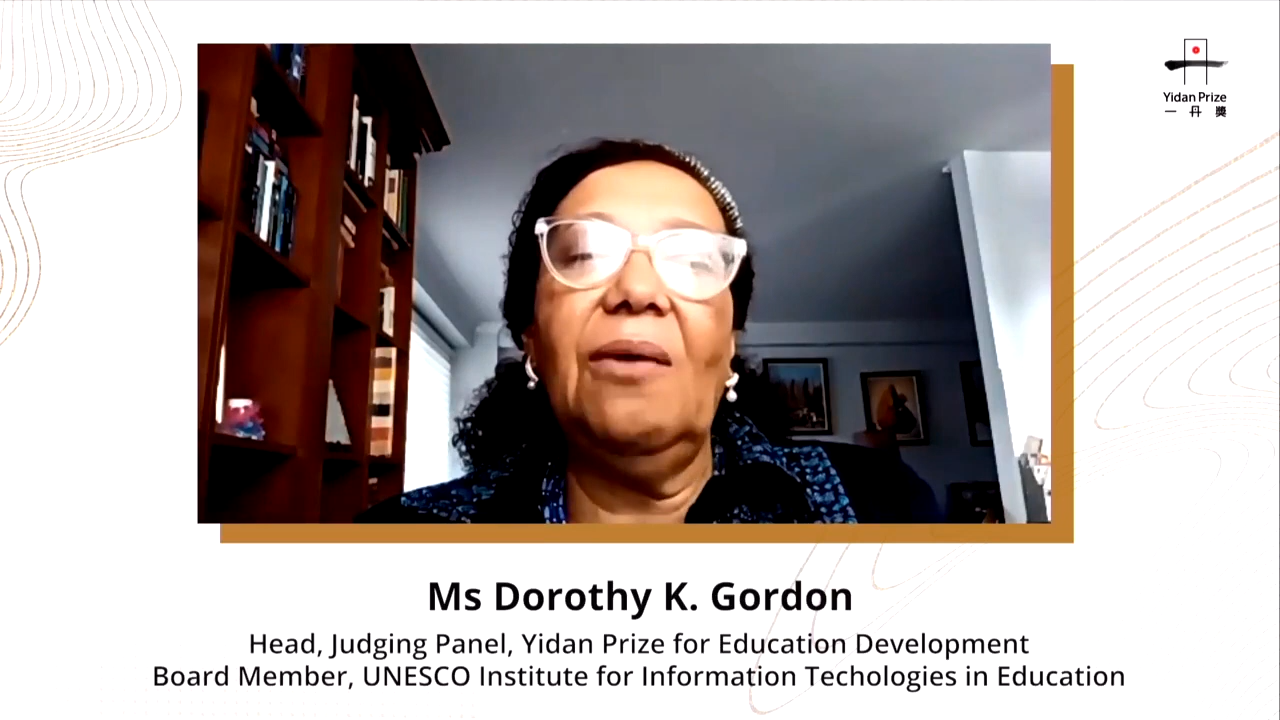 Yidan Prize
一丹獎
Ms Dorothy K. Gordon
Head, Judging Panel, Yidan Prize for Education Development
Board Member, UNESCO Institute for Information Techologies in Education